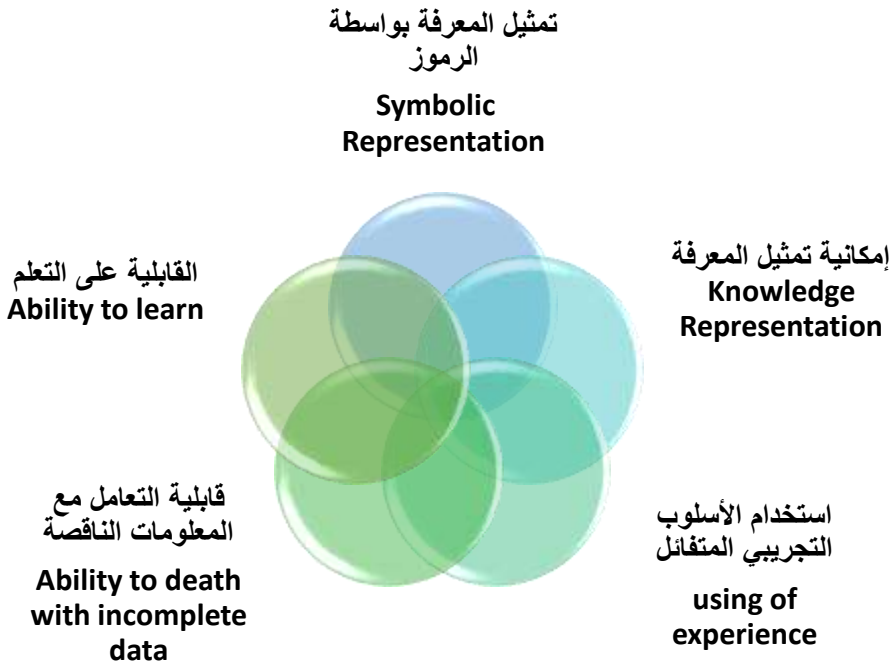 تمثيل المعرفة بواسطة
الرموز
Symbolic
Representation
إمكانية تمثيل المعرفة
Knowledge
Representation
القابلية على التعلم
Ability to learn
استخدام الأسلوب
التجريبي المتفائل
using of
experience
قابلية التعامل مع
المعلومات الناقصة
Ability to death
with incomplete
data